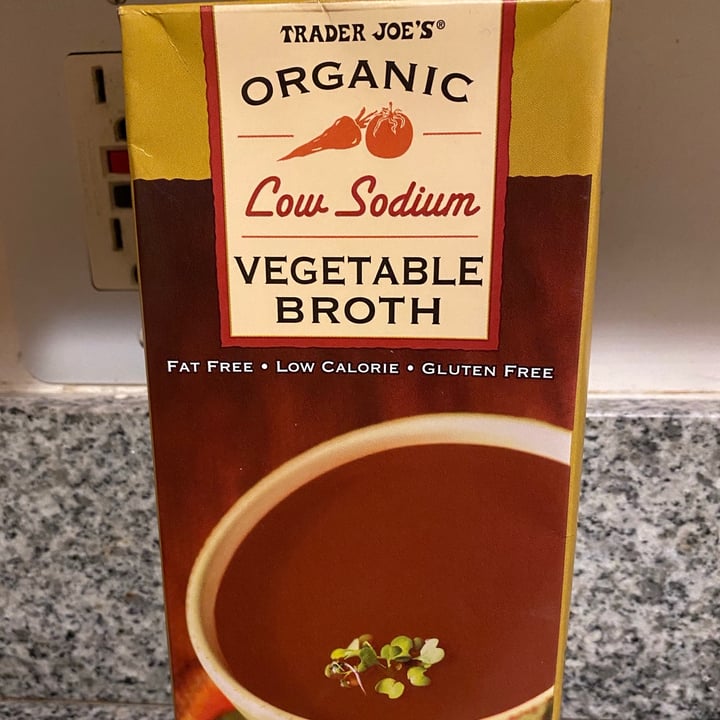 TRADER JOE'S®
ORGANIC
Low Sodium
VEGETABLE
BROTH
FAT FREE • LOW CALORIE • GLUTEN FREE